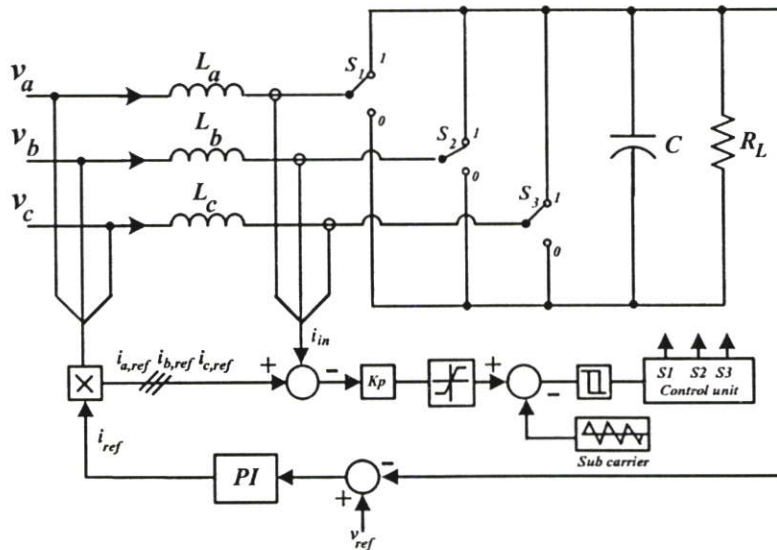 v_a
L_a
S_1
1
0
v_b
L_b
S_2
1
0
C
R_L
v_c
L_c
S_3
1
0
i_in
i_a,ref i_b,ref i_c,ref
+
-
Kp
+
-
S1 S2 S3
Control unit
×
i_ref
Sub carrier
PI
-
+
v_ref